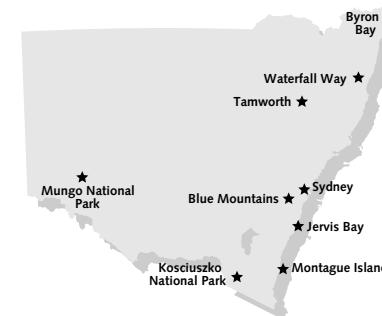 Byron
Bay
Waterfall Way
Tamworth
Mungo National
Park
Blue Mountains
Sydney
Jervis Bay
Kosciuszko
National Park
Montague Island